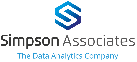 Simpson Associates
The Data Analytics Company